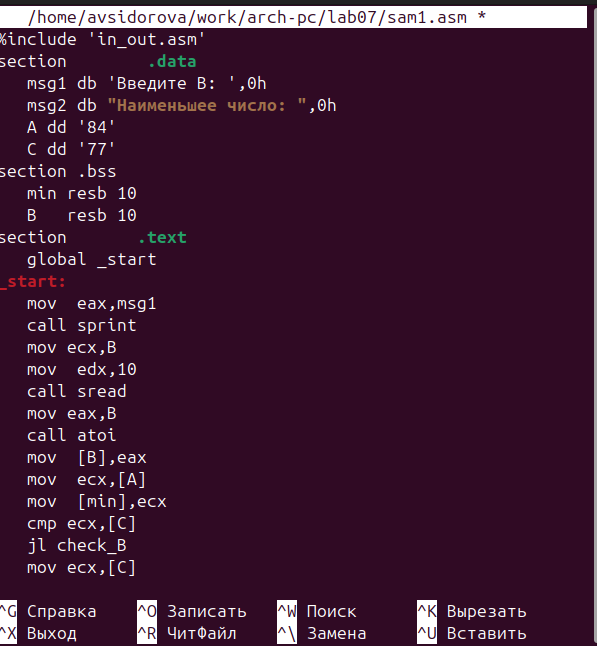 /home/avsidorova/work/arch-pc/lab07/sam1.asm *
%include 'in_out.asm'
section        .data
   msg1 db 'Введите B: ',0h
   msg2 db "Наименьшее число: ",0h
   A dd '84'
   C dd '77'
section .bss
   min resb 10
   B   resb 10
section       .text
   global _start
_start:
   mov  eax,msg1
   call sprint
   mov ecx,B
   mov  edx,10
   call sread
   mov eax,B
   call atoi
   mov  [B],eax
   mov  ecx,[A]
   mov  [min],ecx
   cmp ecx,[C]
   jl check_B
   mov ecx,[C]
^G Справка   ^O Записать   ^W Поиск   ^K Вырезать
^X Выход   ^R ЧитФайл   ^\ Замена   ^U Вставить